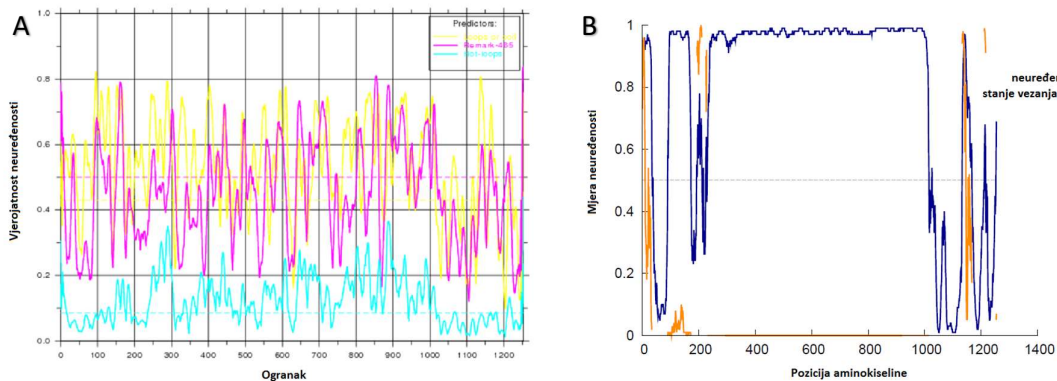 A
Vjerojatnost neuređenosti
1.0
0.8
0.6
0.4
0.2
0.0
Predictors:
Remark-465
0 100 200 300 400 500 600 700 800 900 1000 1100 1200
Ogranak
B
Mjera neuređenosti
1
0.8
0.6
0.4
0.2
0
neuređen
stanje vezanja
0 200 400 600 800 1000 1200 1400
Pozicija aminokiseline